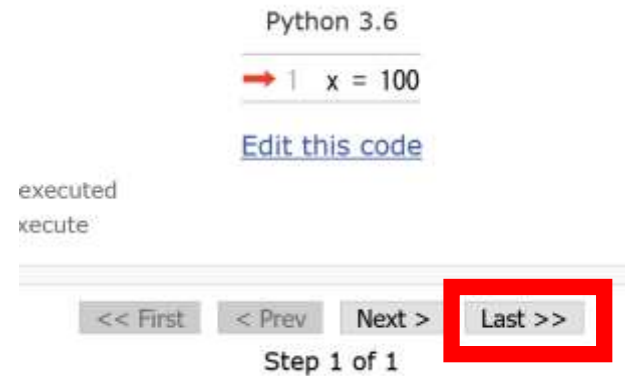 Python 3.6
1 x = 100
Edit this code
executed
xecute
<< First < Prev Next > Last >>
Step 1 of 1